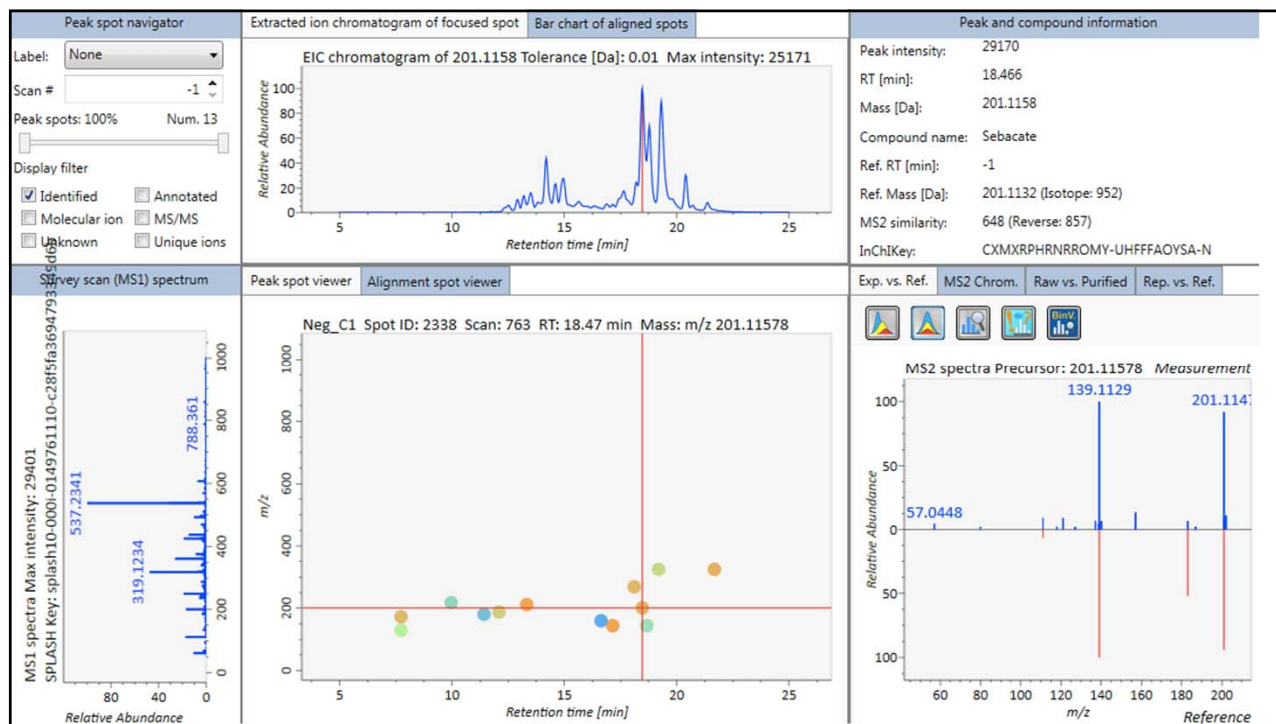 Peak spot navigator
Label: None
Scan # -1
Peak spots: 100% Num. 13
Display filter
Identified Annotated
Molecular ion MS/MS
Unknown Unique ions
Extracted ion chromatogram of focused spot Bar chart of aligned spots
EIC chromatogram of 201.1158 Tolerance [Da]: 0.01 Max intensity: 25171
Relative Abundance
100
80
60
40
20
0
5 10 15 20 25
Retention time [min]
Peak and compound information
Peak intensity: 29170
RT [min]: 18.466
Mass [Da]: 201.1158
Compound name: Sebacate
Ref. RT [min]: -1
Ref. Mass [Da]: 201.1132 (Isotope: 952)
MS2 similarity: 648 (Reverse: 857)
InChIKey: CXMXRPHRNRROMY-UHFFFAOYSA-N
Survey scan (MS1) spectrum
MS1 spectra Max intensity: 29401
537.2341
319.1234
788.361
1000
800
600
400
200
0
80 40 0
Relative Abundance
Peak spot viewer Alignment spot viewer
Neg_C1 Spot ID: 2338 Scan: 763 RT: 18.47 min Mass: m/z 201.11578
m/z
1000
800
600
400
200
0
5 10 15 20 25
Retention time [min]
Exp. vs. Ref. MS2 Chrom. Raw vs. Purified Rep. vs. Ref.
BinV.
MS2 spectra Precursor: 201.11578 Measurement
139.1129
201.114
57.0448
Relative Abundance
100
50
0
50
100
60 80 100 120 140 160 180 200
m/z
Reference